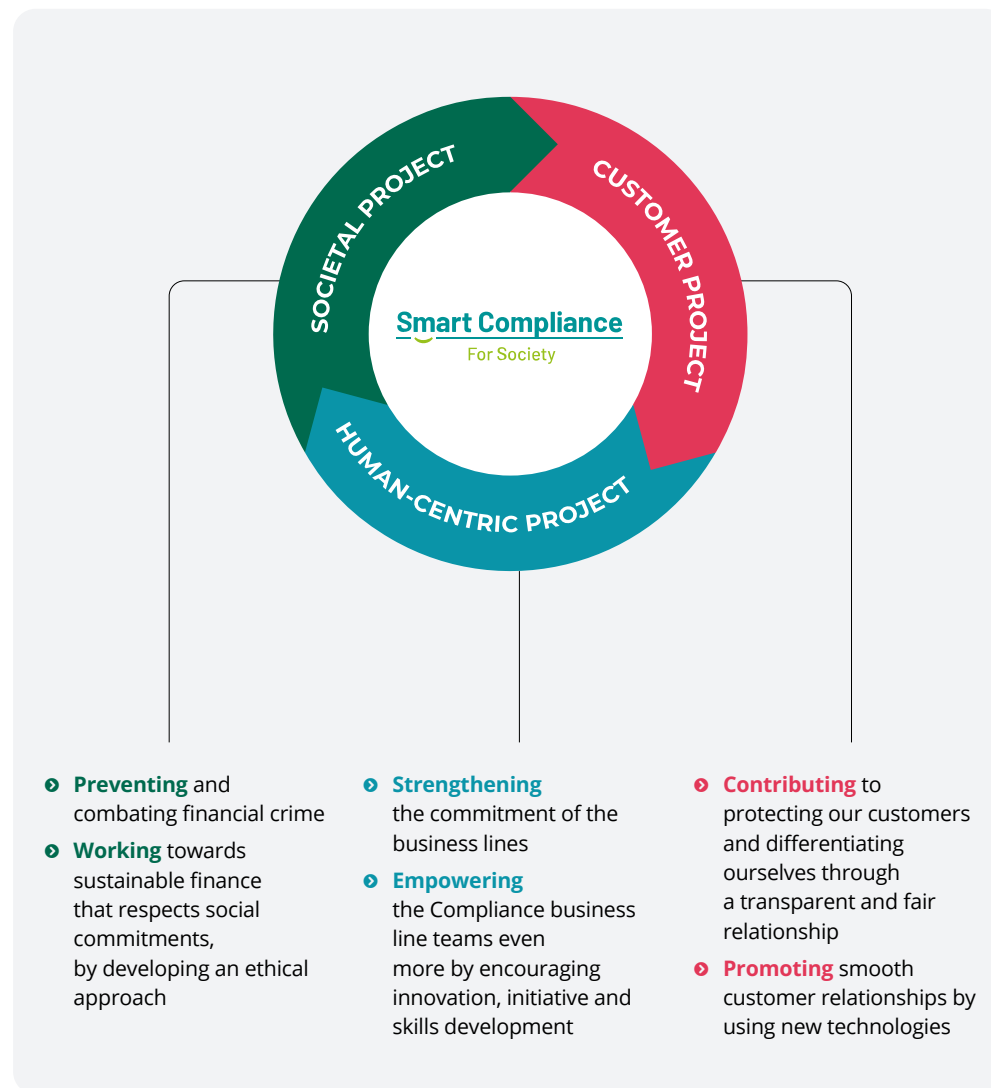 SOCIETAL PROJECT
CUSTOMER PROJECT
HUMAN-CENTRIC PROJECT
Smart Compliance
For Society
Preventing and
combating financial crime
Working towards
sustainable finance
that respects social
commitments,
by developing an ethical
approach
Strengthening
the commitment of the
business lines
Empowering
the Compliance business
line teams even
more by encouraging
innovation, initiative and
skills development
Contributing to
protecting our customers
and differentiating
ourselves through
a transparent and fair
relationship
Promoting smooth
customer relationships by
using new technologies